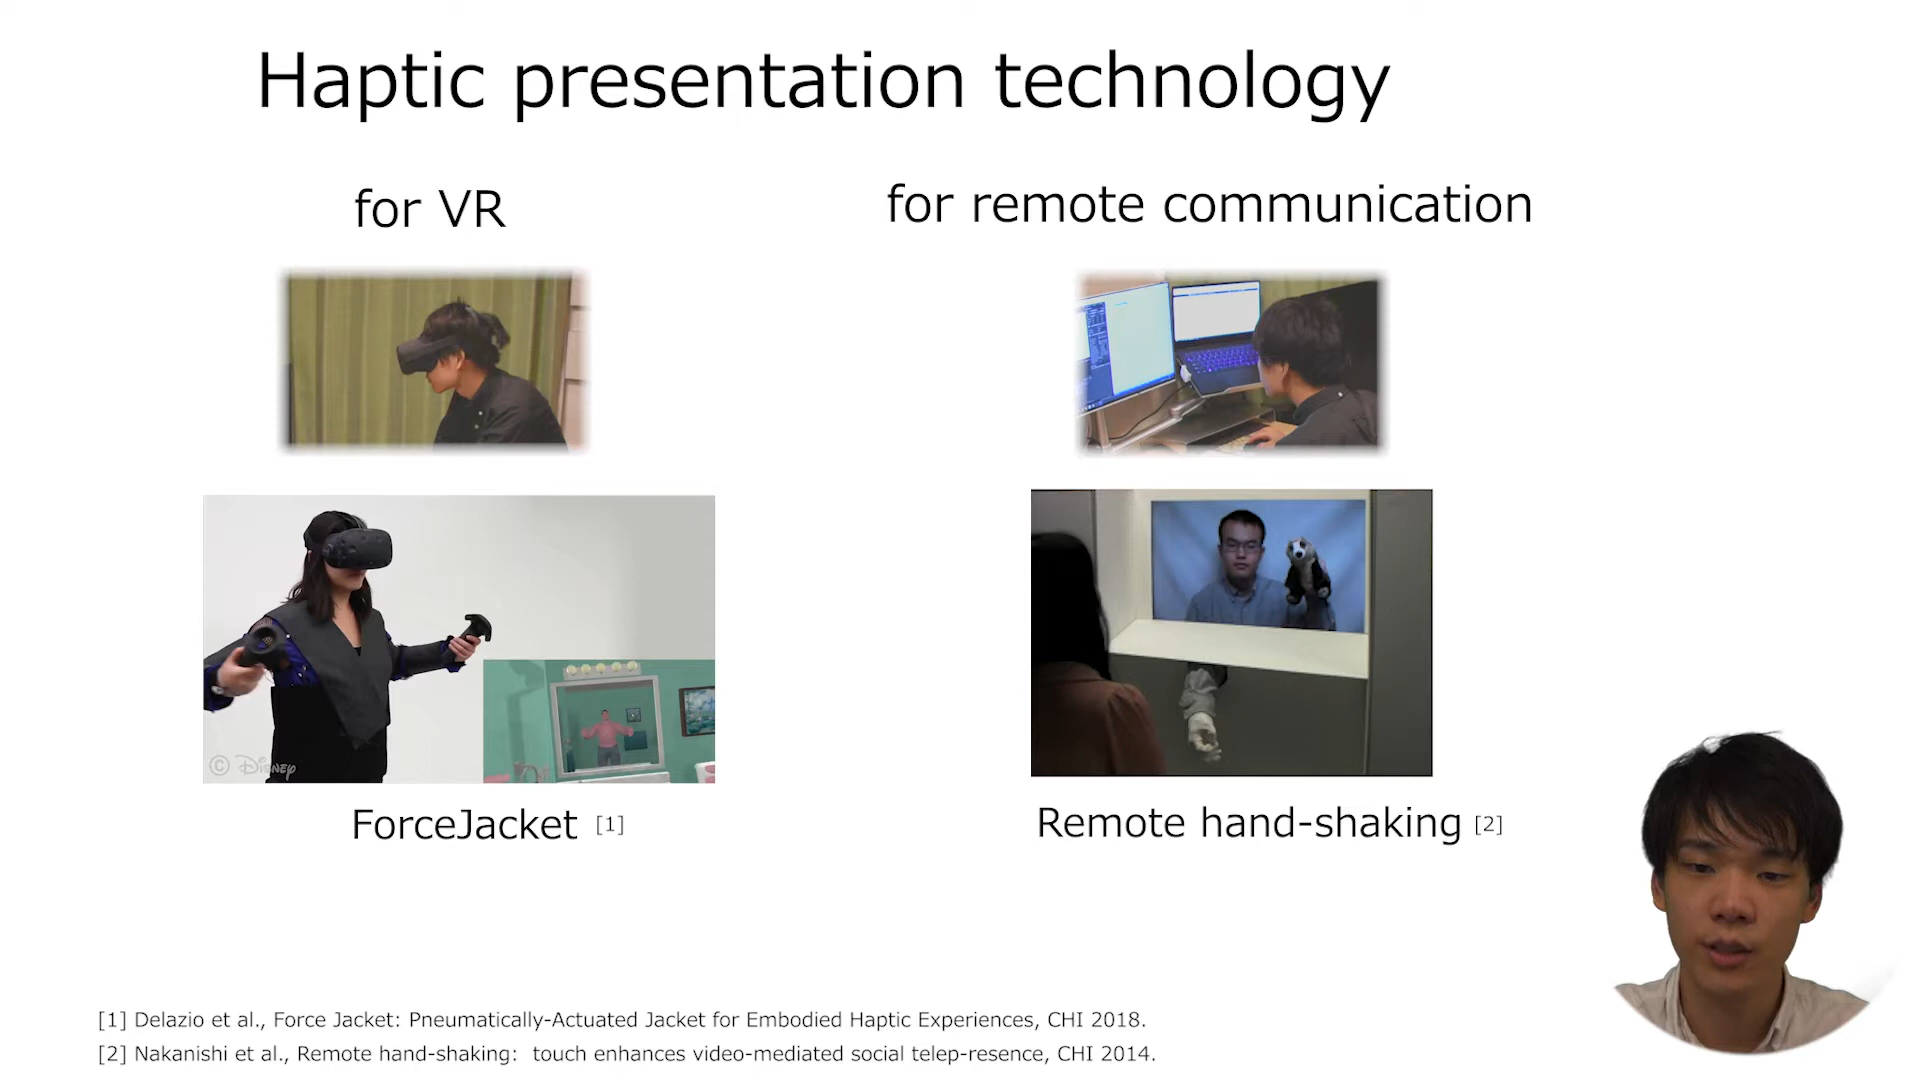 Haptic presentation technology
for VR
for remote communication
© Disney
ForceJacket [1]
Remote hand-shaking [2]
[1] Delazio et al., Force Jacket: Pneumatically-Actuated Jacket for Embodied Haptic Experiences, CHI 2018.
[2] Nakanishi et al., Remote hand-shaking: touch enhances video-mediated social telep-resence, CHI 2014.